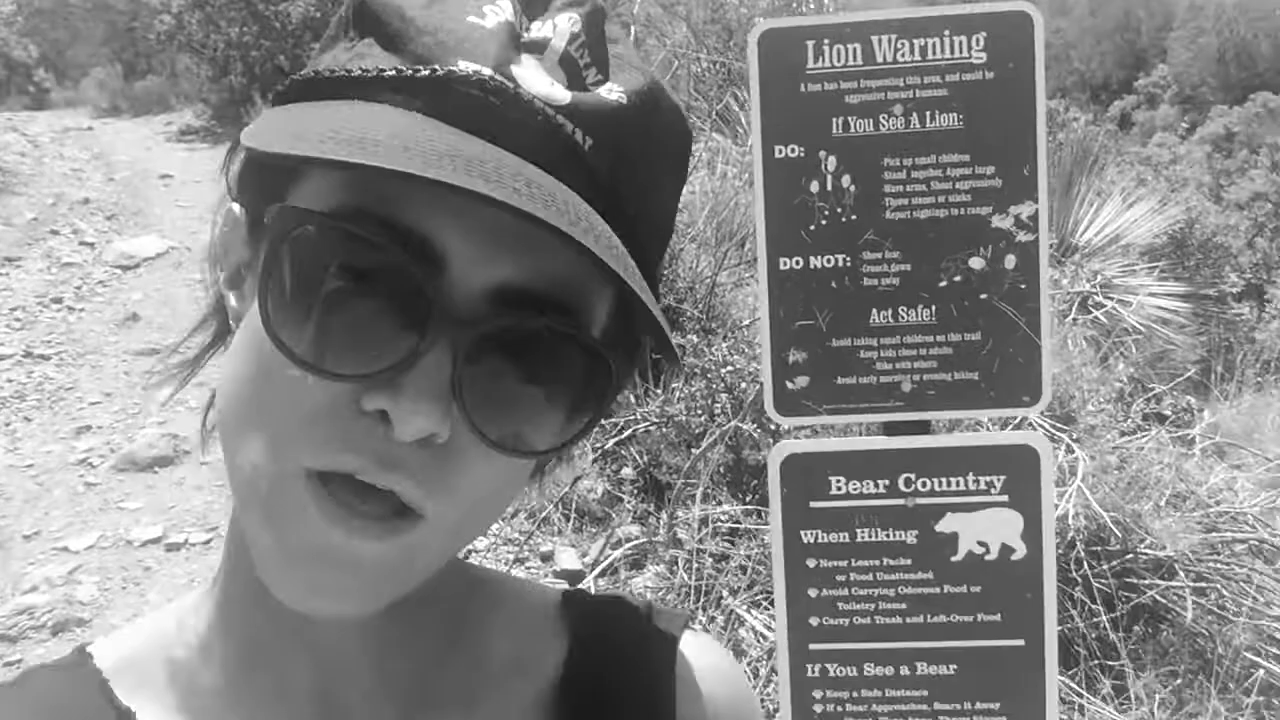 Lion Warning
A lion has been frequenting this area, and could be
aggressive toward humans.
If You See A Lion:
DO:
-Pick up small children
-Stand together, Appear large
-Wave arms, Shout aggressively
-Throw stones or sticks
-Report sightings to a ranger
DO NOT:
-Show fear
-Crouch down
-Run away
Act Safe!
-Avoid taking small children on this trail
-Keep kids close to adults
-Hike with others
-Avoid early morning or evening hiking
Bear Country
When Hiking
Never Leave Packs
or Food Unattended
Avoid Carrying Odorous Food or
Toiletry Items
Carry Out Trash and Left-Over Food
If You See a Bear
Keep a Safe Distance
If a Bear Approaches, Scare it Away